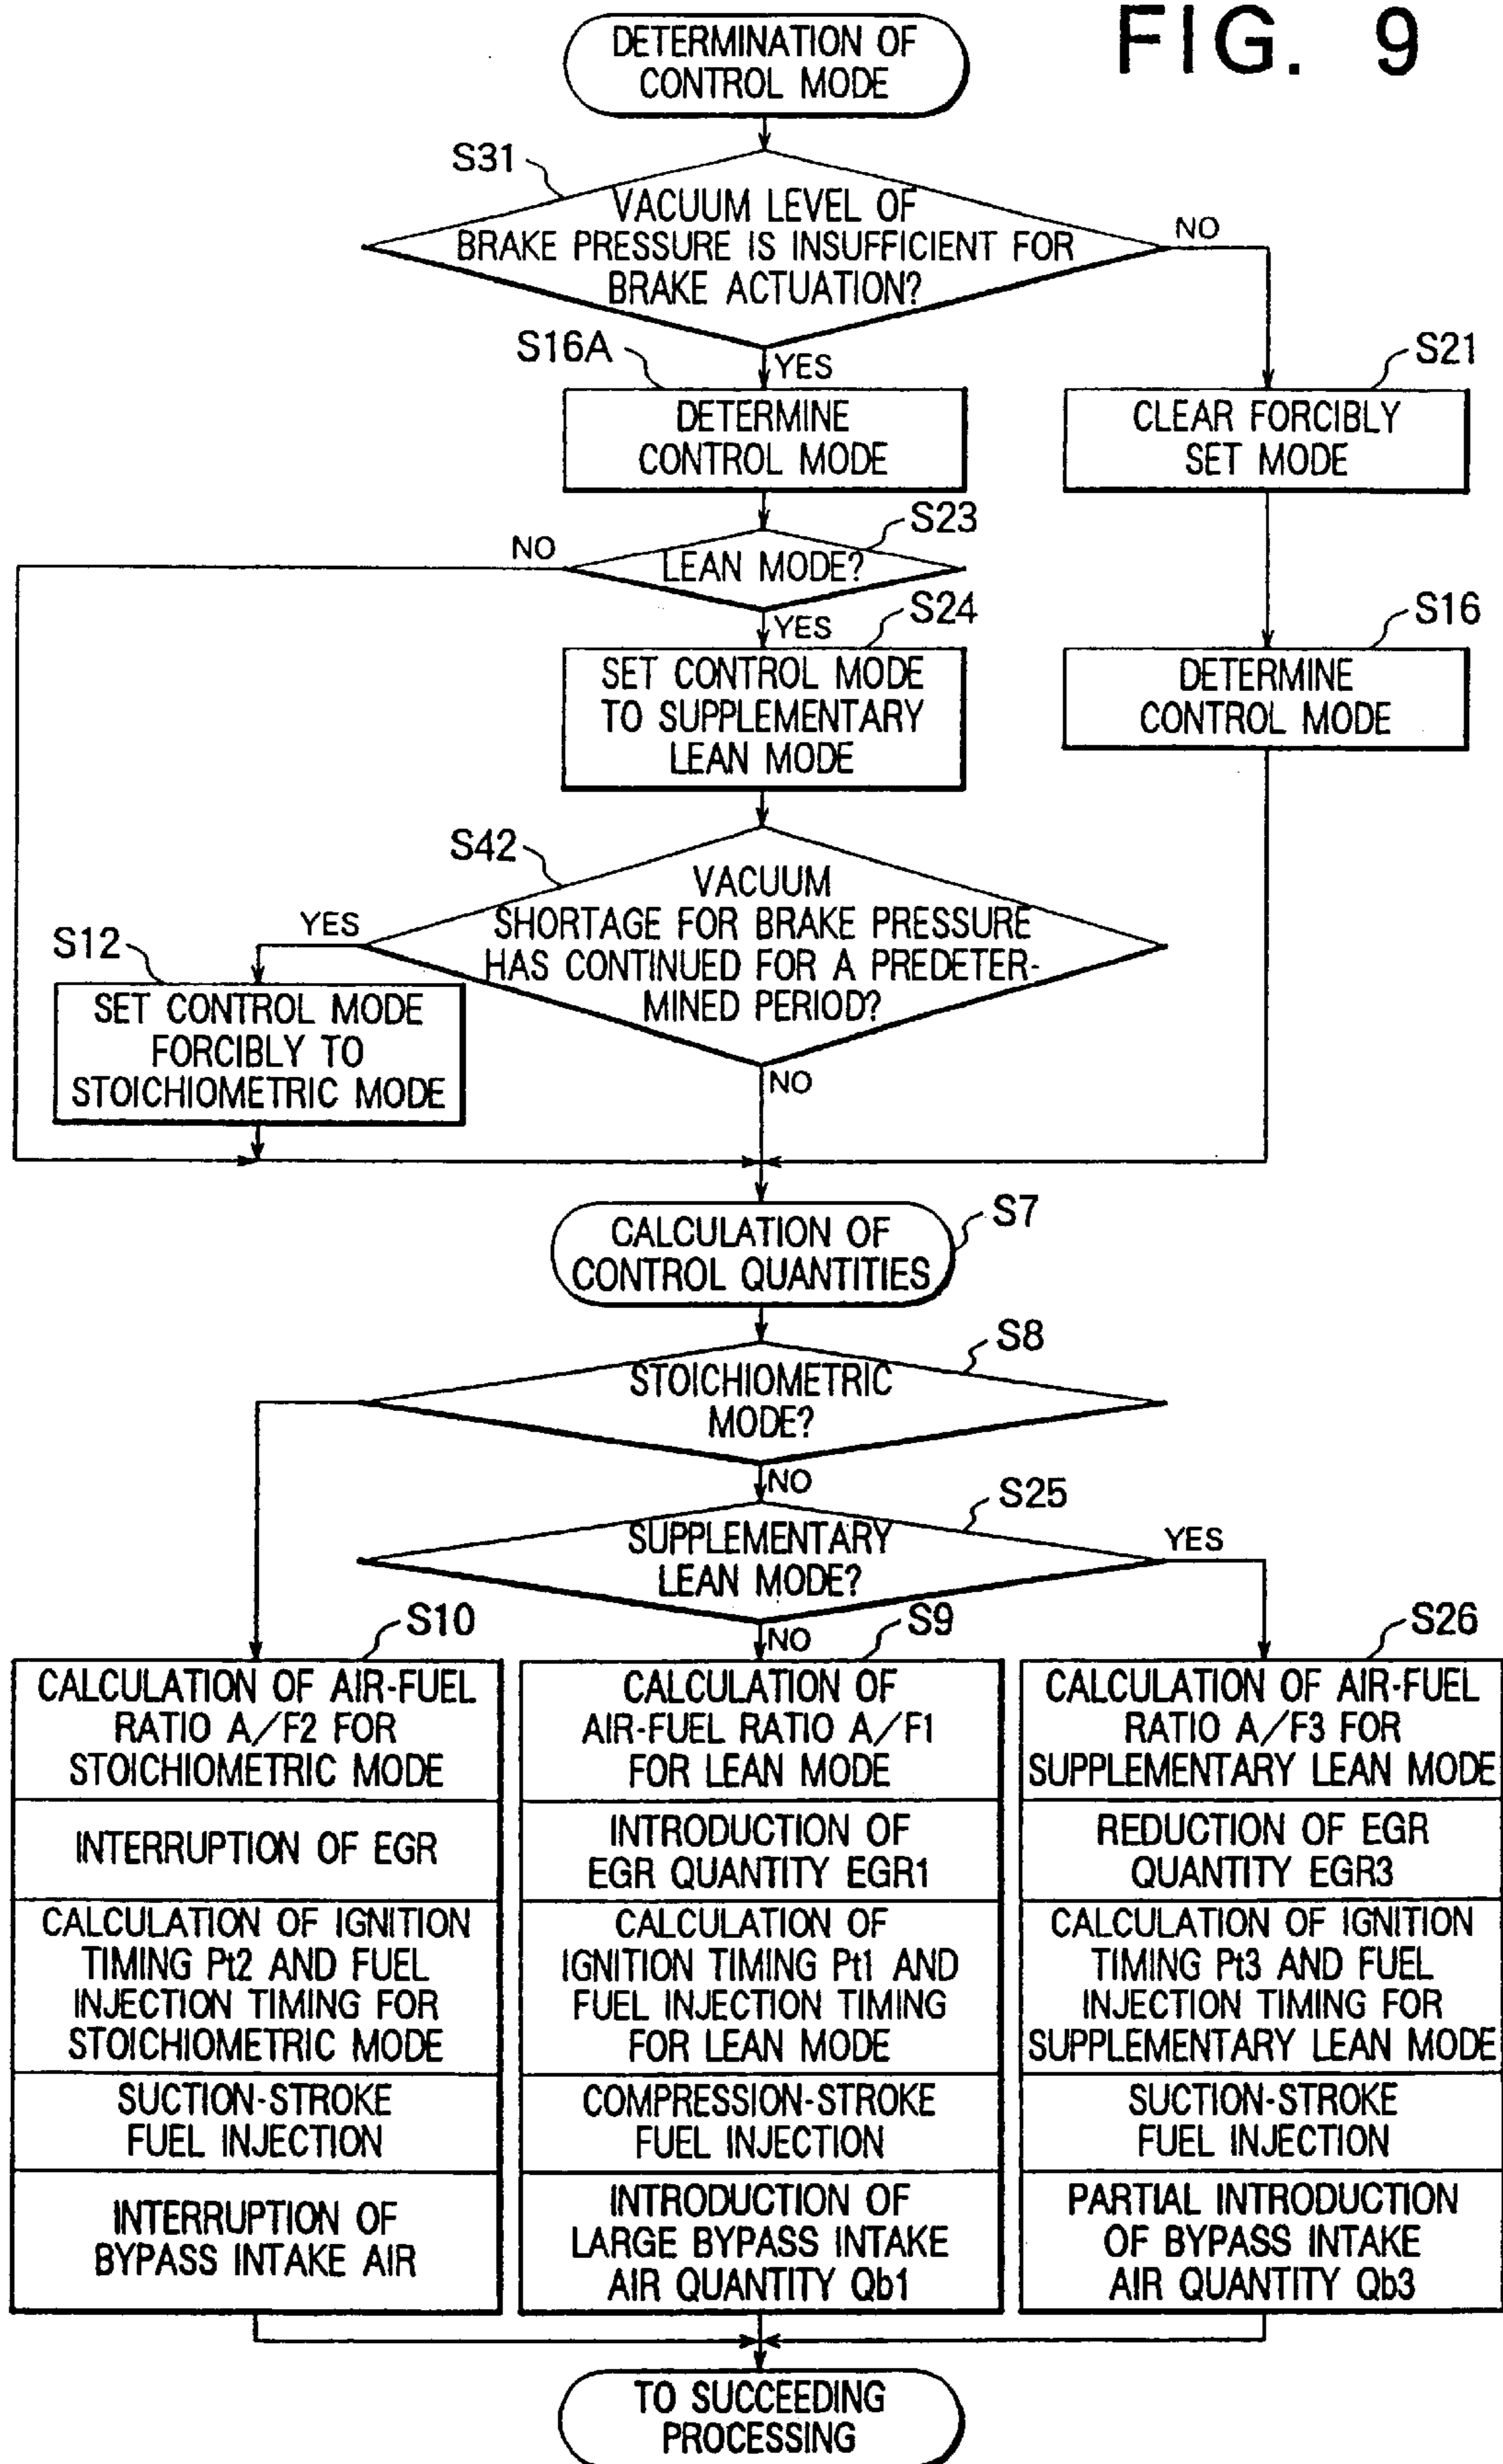 FIG. 9
DETERMINATION OF
CONTROL MODE
S31
VACUUM LEVEL OF
BRAKE PRESSURE IS INSUFFICIENT FOR
BRAKE ACTUATION?
NO
YES
S16A
DETERMINE
CONTROL MODE
S21
CLEAR FORCIBLY
SET MODE
S23
LEAN MODE?
NO
YES
S24
SET CONTROL MODE
TO SUPPLEMENTARY
LEAN MODE
S16
DETERMINE
CONTROL MODE
S42
VACUUM
SHORTAGE FOR BRAKE PRESSURE
HAS CONTINUED FOR A PREDETER-
MINED PERIOD?
YES
NO
S12
SET CONTROL MODE
FORCIBLY TO
STOICHIOMETRIC MODE
S7
CALCULATION OF
CONTROL QUANTITIES
S8
STOICHIOMETRIC
MODE?
NO
S25
SUPPLEMENTARY
LEAN MODE?
YES
NO
S10
CALCULATION OF AIR-FUEL
RATIO A/F2 FOR
STOICHIOMETRIC MODE
INTERRUPTION OF EGR
CALCULATION OF IGNITION
TIMING Pt2 AND FUEL
INJECTION TIMING FOR
STOICHIOMETRIC MODE
SUCTION-STROKE
FUEL INJECTION
INTERRUPTION OF
BYPASS INTAKE AIR
S9
CALCULATION OF
AIR-FUEL RATIO A/F1
FOR LEAN MODE
INTRODUCTION OF
EGR QUANTITY EGR1
CALCULATION OF
IGNITION TIMING Pt1 AND
FUEL INJECTION TIMING
FOR LEAN MODE
COMPRESSION-STROKE
FUEL INJECTION
INTRODUCTION OF
LARGE BYPASS INTAKE
AIR QUANTITY Qb1
S26
CALCULATION OF AIR-FUEL
RATIO A/F3 FOR
SUPPLEMENTARY LEAN MODE
REDUCTION OF EGR
QUANTITY EGR3
CALCULATION OF IGNITION
TIMING Pt3 AND FUEL
INJECTION TIMING FOR
SUPPLEMENTARY LEAN MODE
SUCTION-STROKE
FUEL INJECTION
PARTIAL INTRODUCTION
OF BYPASS INTAKE
AIR QUANTITY Qb3
TO SUCCEEDING
PROCESSING